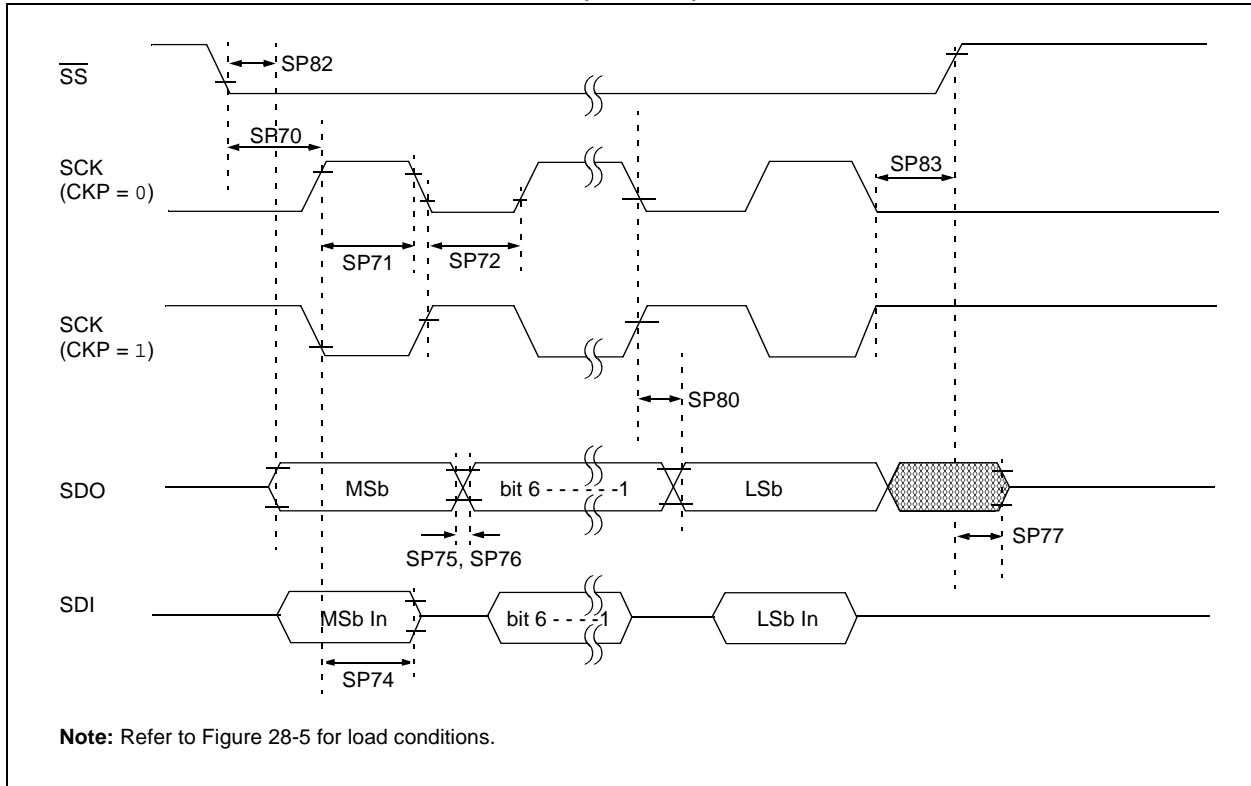 SS
SP82
SP70
SCK
(CKP = 0)
SP83
SP71
SP72
SCK
(CKP = 1)
SP80
SDO
MSb
bit 6 - - - - - -1
LSb
SP75, SP76
SP77
SDI
MSb In
bit 6 - - - -1
LSb In
SP74
Note: Refer to Figure 28-5 for load conditions.